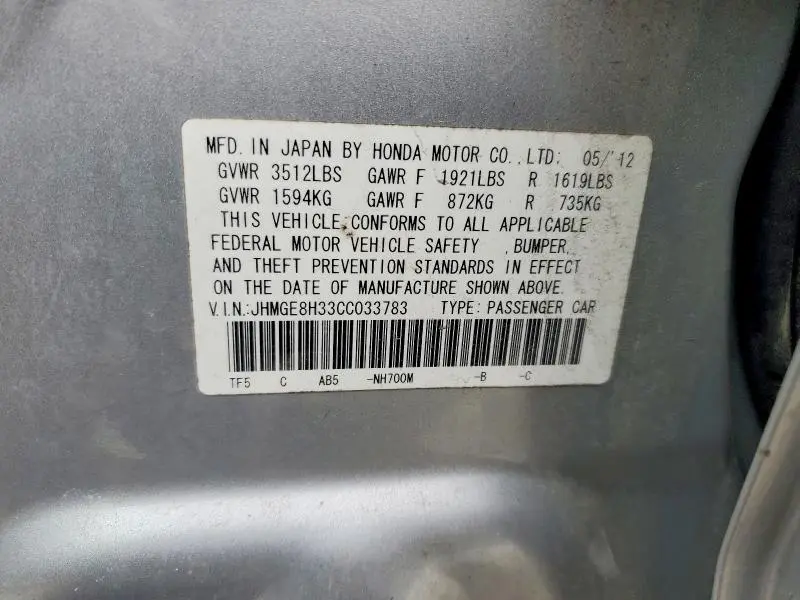 MFD. IN JAPAN BY HONDA MOTOR CO.,LTD: 05/'12
GVWR 3512LBS GAWR F 1921LBS R 1619LBS
GVWR 1594KG GAWR F 872KG R 735KG
THIS VEHICLE CONFORMS TO ALL APPLICABLE
FEDERAL MOTOR VEHICLE SAFETY , BUMPER,
AND THEFT PREVENTION STANDARDS IN EFFECT
ON THE DATE OF MANUFACTURE SHOWN ABOVE.
V.I.N.:JHMGE8H33CC033783 TYPE: PASSENGER CAR
TF5 C AB5 -NH700M -B -C